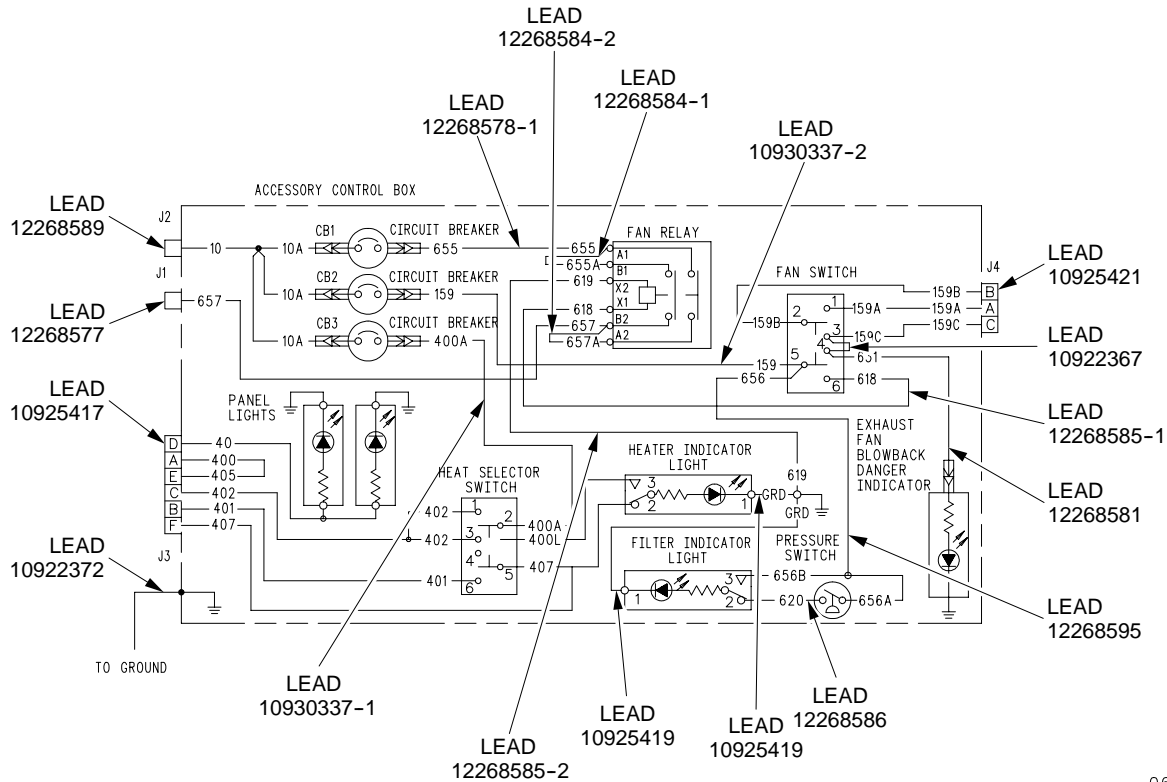 LEAD
12268584-2
LEAD
12268584-1
LEAD
12268578-1
LEAD
10930337-2
ACCESSORY CONTROL BOX
LEAD
12268589
J2
10
10A
CB1
CIRCUIT BREAKER
655
655
FAN RELAY
A1
655A
B1
619
X2
X1
618
657
B2
657A
A2
J1
657
LEAD
12268577
10A
CB2
CIRCUIT BREAKER
159
10A
CB3
CIRCUIT BREAKER
400A
FAN SWITCH
1
2
3
4
5
6
159B
159
656
159B
159A
159C
651
618
J4
B
A
C
LEAD
10925421
LEAD
10922367
LEAD
12268585-1
LEAD
10925417
PANEL
LIGHTS
D
A
E
C
B
F
40
400
405
402
401
407
J3
LEAD
10922372
TO GROUND
HEAT SELECTOR
SWITCH
402
402
401
1
2
3
4
5
6
400A
400L
407
HEATER INDICATOR
LIGHT
3
2
1
GRD
619
GRD
FILTER INDICATOR
LIGHT
1
3
2
PRESSURE
SWITCH
656B
620
656A
EXHAUST
FAN
BLOWBACK
DANGER
INDICATOR
LEAD
12268581
LEAD
12268595
LEAD
10930337-1
LEAD
12268585-2
LEAD
10925419
LEAD
10925419
LEAD
12268586